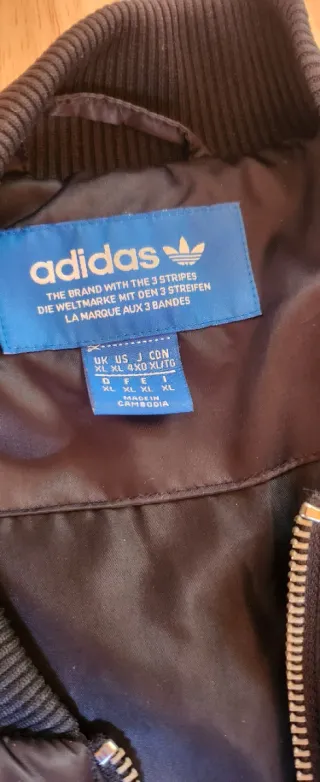 adidas
THE BRAND WITH THE 3 STRIPES
DIE WELTMARKE MIT DEN 3 STREIFEN
LA MARQUE AUX 3 BANDES
UK US J CDN
XL XL 4XO XL/TG
D F E I
XL XL XL XL
MADE IN
CAMBODIA